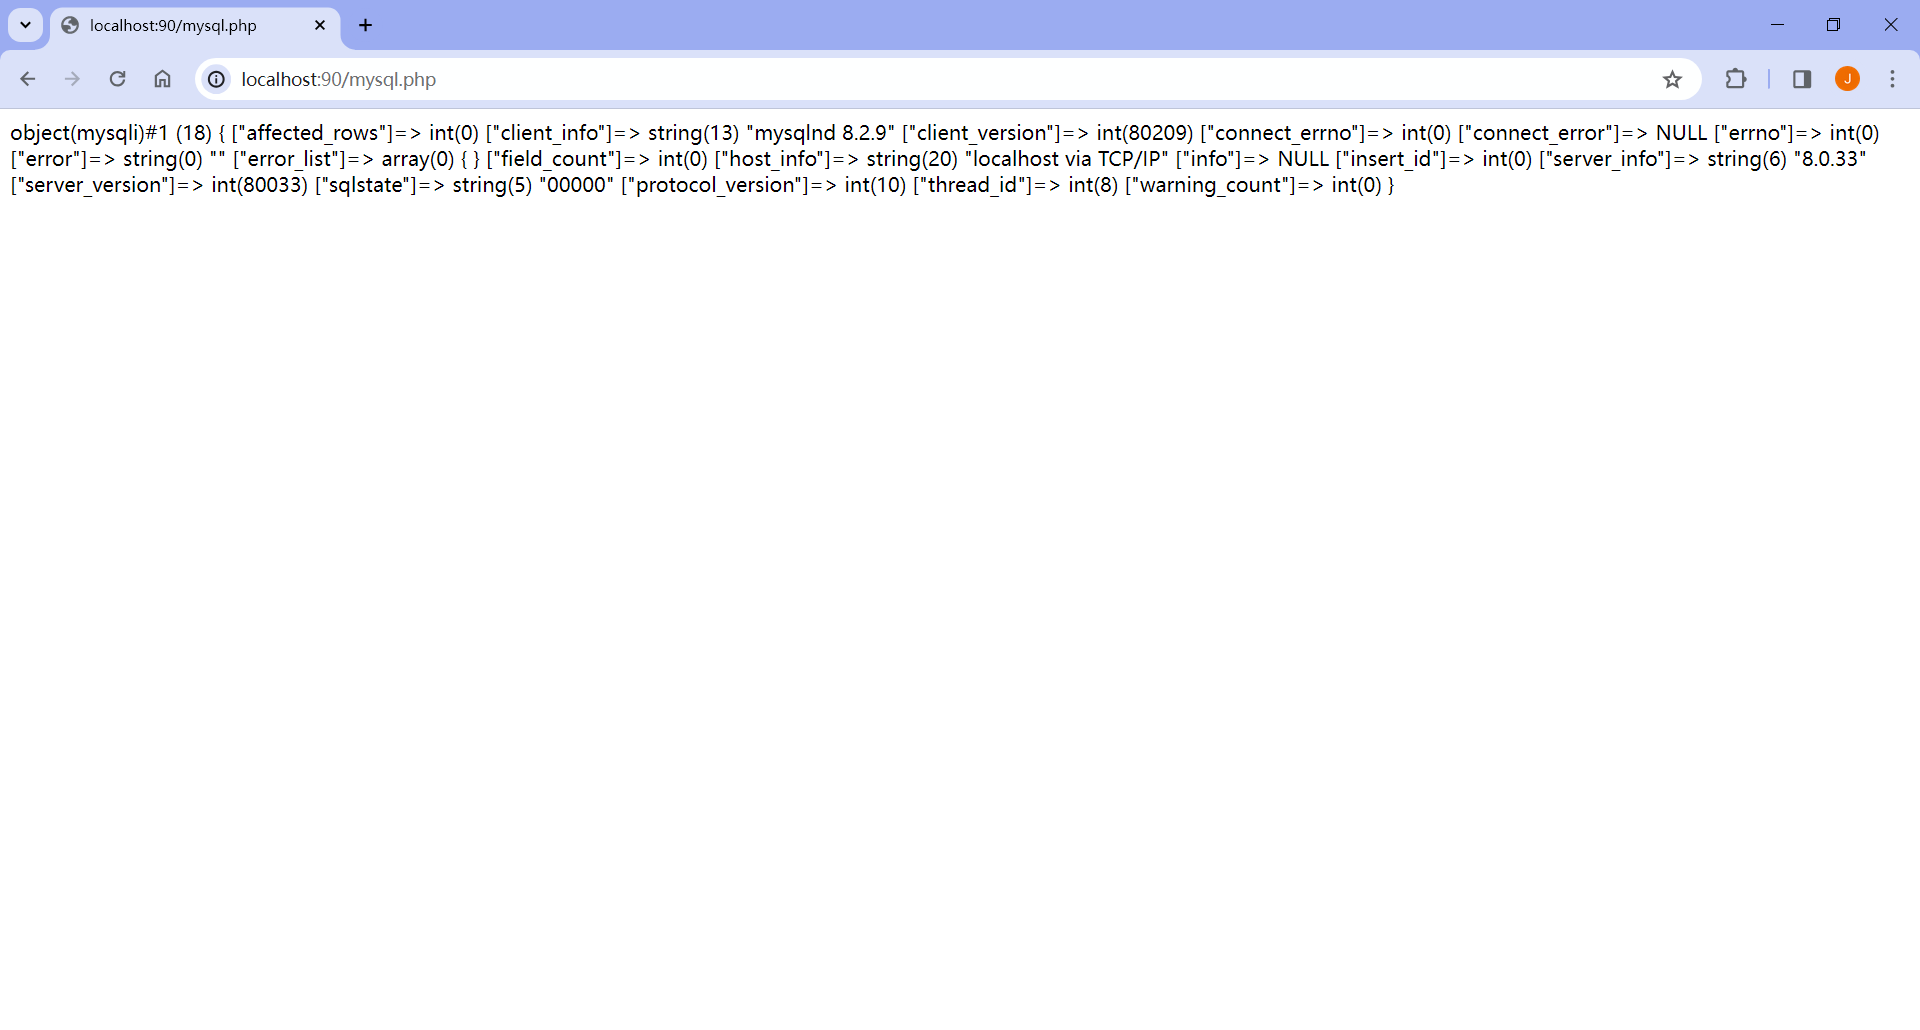 localhost:90/mysql.php
localhost:90/mysql.php
J
object(mysqli)#1 (18) { ["affected_rows"]=> int(0) ["client_info"]=> string(13) "mysqlnd 8.2.9" ["client_version"]=> int(80209) ["connect_errno"]=> int(0) ["connect_error"]=> NULL ["errno"]=> int(0)
["error"]=> string(0) "" ["error_list"]=> array(0) { } ["field_count"]=> int(0) ["host_info"]=> string(20) "localhost via TCP/IP" ["info"]=> NULL ["insert_id"]=> int(0) ["server_info"]=> string(6) "8.0.33"
["server_version"]=> int(80033) ["sqlstate"]=> string(5) "00000" ["protocol_version"]=> int(10) ["thread_id"]=> int(8) ["warning_count"]=> int(0) }